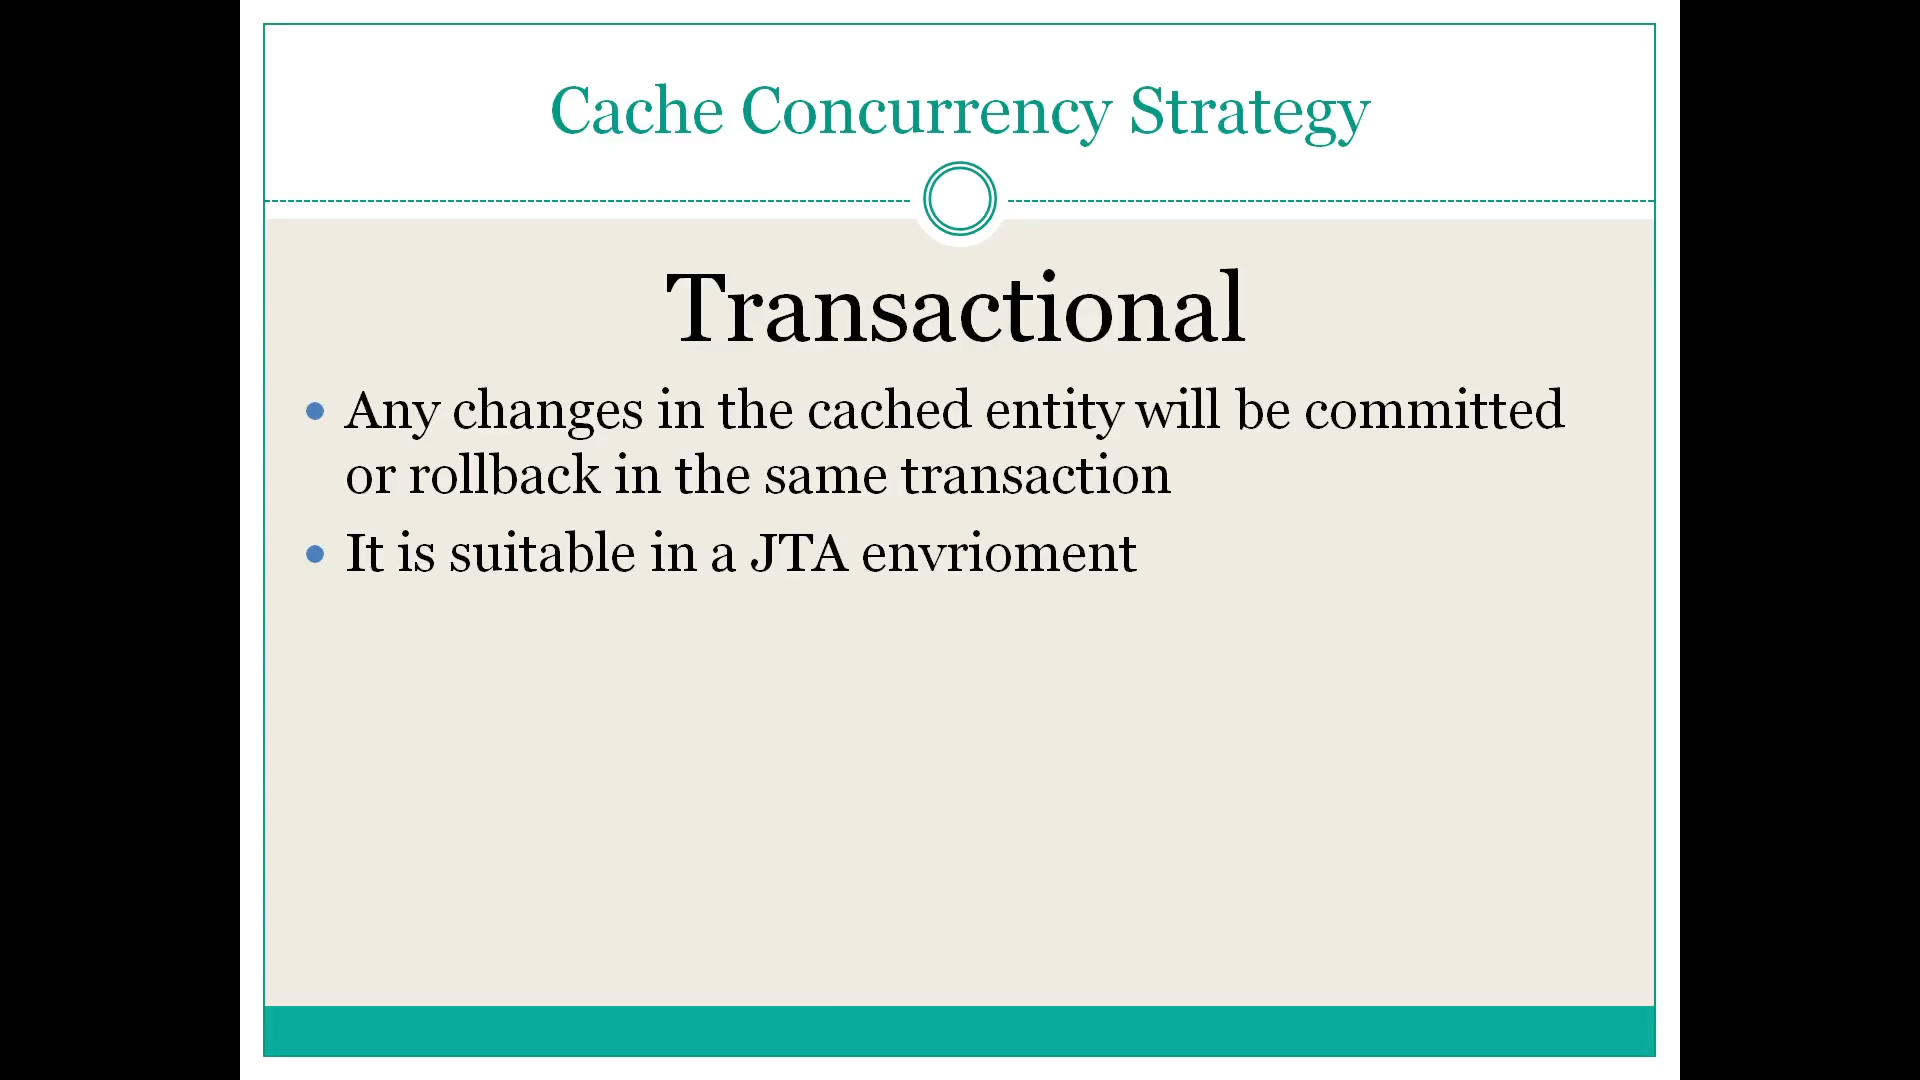 Cache Concurrency Strategy
Transactional
• Any changes in the cached entity will be committed
or rollback in the same transaction
• It is suitable in a JTA envrioment